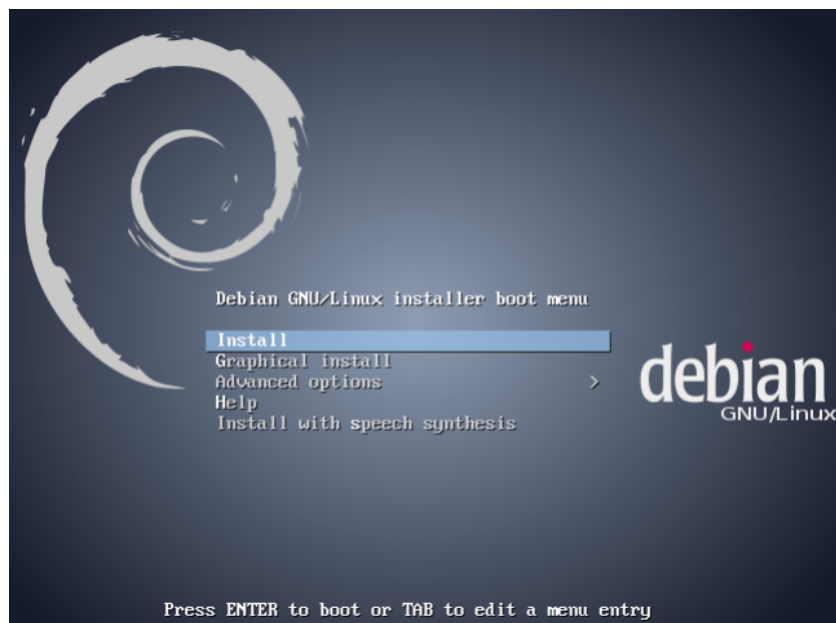 Debian GNU/Linux installer boot menu
Install
Graphical install
Advanced options >
Help
Install with speech synthesis
debian
GNU/Linux
Press ENTER to boot or TAB to edit a menu entry